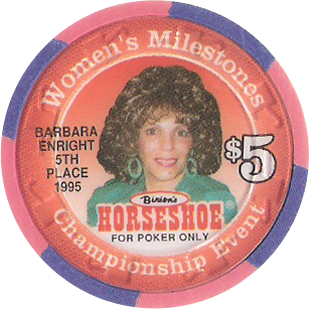 Women's Milestones
BARBARA
ENRIGHT
5TH
PLACE
1995
$5
Binion's
HORSESHOE®
FOR POKER ONLY
Championship Event